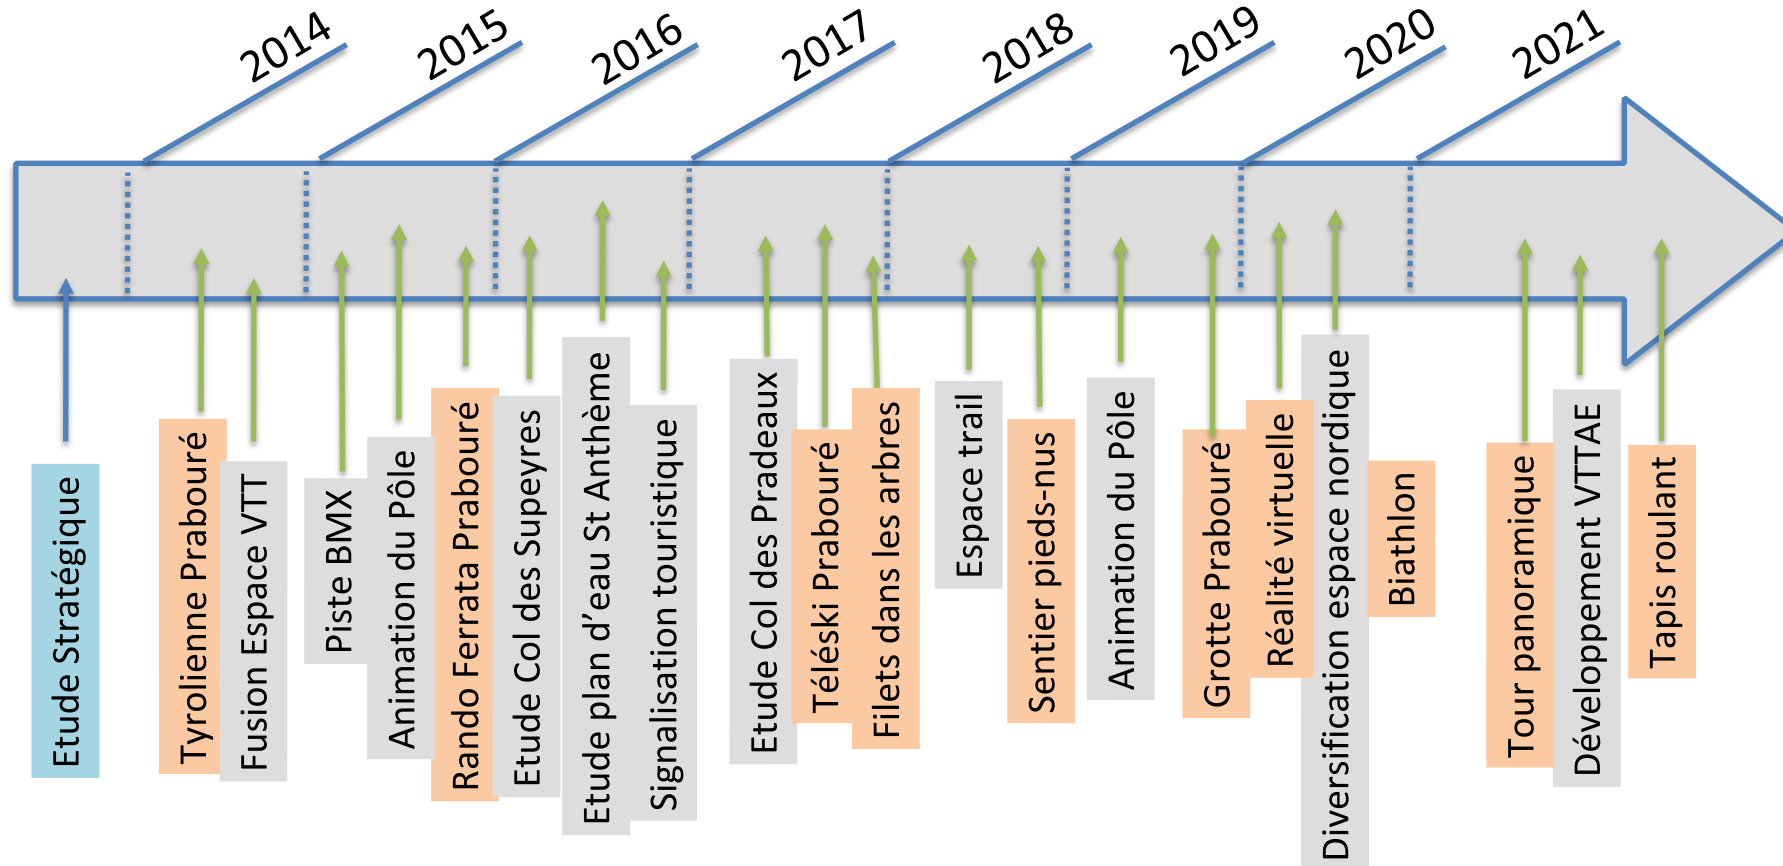 2014
2015
2016
2017
2018
2019
2020
2021
Etude Stratégique
Tyrolienne Prabouré
Fusion Espace VTT
Piste BMX
Animation du Pôle
Rando Ferrata Prabouré
Etude Col des Supeyres
Etude plan d’eau St Anthème
Signalisation touristique
Etude Col des Pradeaux
Téléski Prabouré
Filets dans les arbres
Espace trail
Sentier pieds-nus
Animation du Pôle
Grotte Prabouré
Réalité virtuelle
Diversification espace nordique
Biathlon
Tour panoramique
Développement VTTAE
Tapis roulant